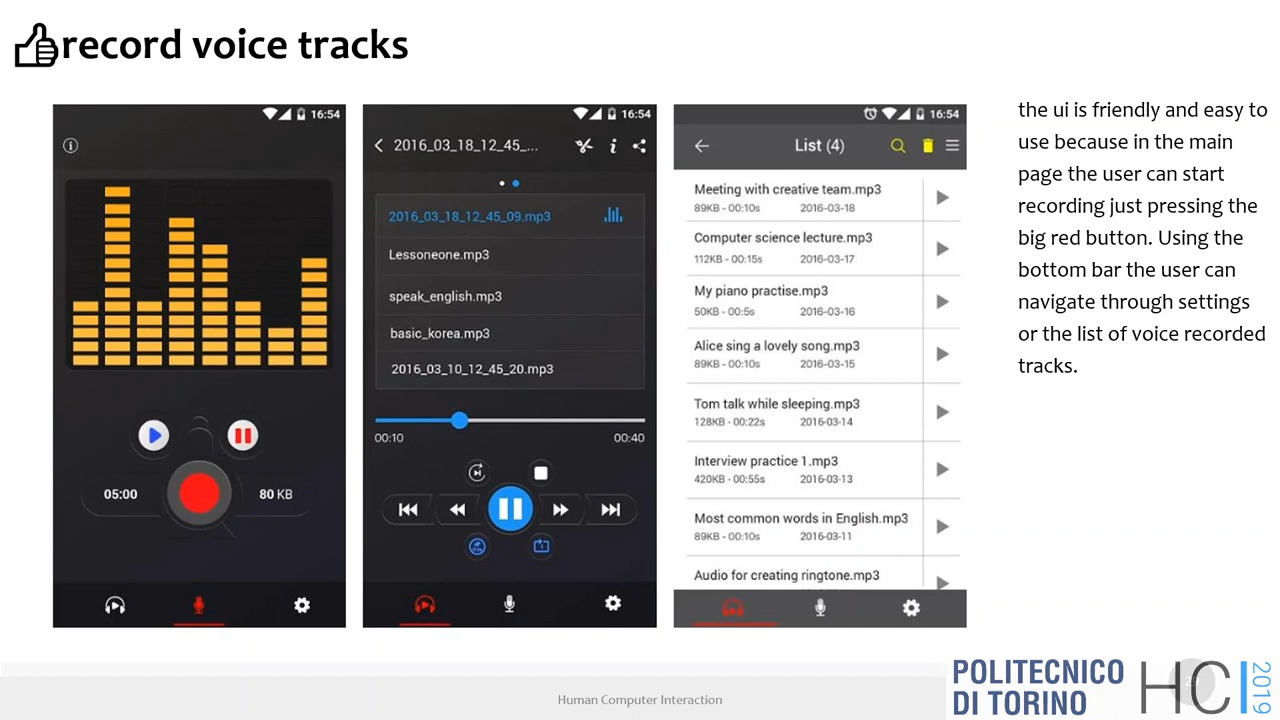 record voice tracks
16:54
05:00
80 KB
16:54
2016_03_18_12_45_...
2016_03_18_12_45_09.mp3
Lessoneone.mp3
speak_english.mp3
basic_korea.mp3
2016_03_10_12_45_20.mp3
00:10
00:40
16:54
List (4)
Meeting with creative team.mp3
89KB - 00:10s 2016-03-18
Computer science lecture.mp3
112KB - 00:15s 2016-03-17
My piano practise.mp3
50KB - 00:5s 2016-03-16
Alice sing a lovely song.mp3
89KB - 00:10s 2016-03-15
Tom talk while sleeping.mp3
128KB - 00:22s 2016-03-14
Interview practice 1.mp3
420KB - 00:55s 2016-03-13
Most common words in English.mp3
89KB - 00:10s 2016-03-11
Audio for creating ringtone.mp3
the ui is friendly and easy to
use because in the main
page the user can start
recording just pressing the
big red button. Using the
bottom bar the user can
navigate through settings
or the list of voice recorded
tracks.
Human Computer Interaction
POLITECNICO
DI TORINO
HCI
2019